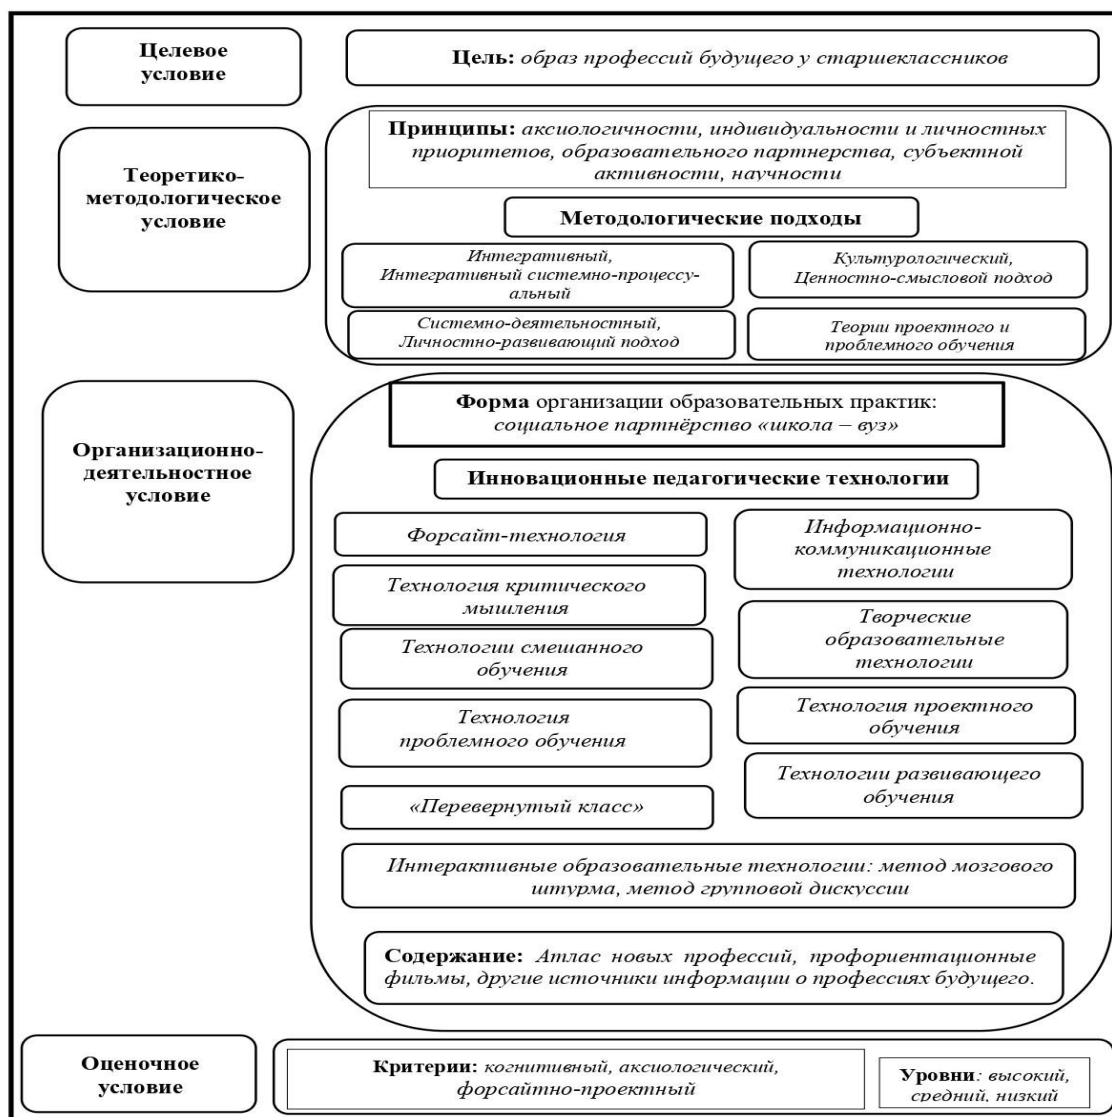 Целевое
условие
Цель: образ профессий будущего у старшеклассников
Теоретико-
методологическое
условие
Принципы: аксиологичности, индивидуальности и личностных
приоритетов, образовательного партнерства, субъектной
активности, научности
Методологические подходы
Интегративный,
Интегративный системно-процессу-
альный
Культурологический,
Ценностно-смысловой подход
Системно-деятельностный,
Личностно-развивающий подход
Теории проектного и
проблемного обучения
Организационно-
деятельностное
условие
Форма организации образовательных практик:
социальное партнёрство «школа – вуз»
Инновационные педагогические технологии
Форсайт-технология
Технология критического
мышления
Технологии смешанного
обучения
Технология
проблемного обучения
«Перевернутый класс»
Информационно-
коммуникационные
технологии
Творческие
образовательные
технологии
Технология проектного
обучения
Технологии развивающего
обучения
Интерактивные образовательные технологии: метод мозгового
штурма, метод групповой дискуссии
Содержание: Атлас новых профессий, профориентационные
фильмы, другие источники информации о профессиях будущего.
Оценочное
условие
Критерии: когнитивный, аксиологический,
форсайтно-проектный
Уровни: высокий,
средний, низкий